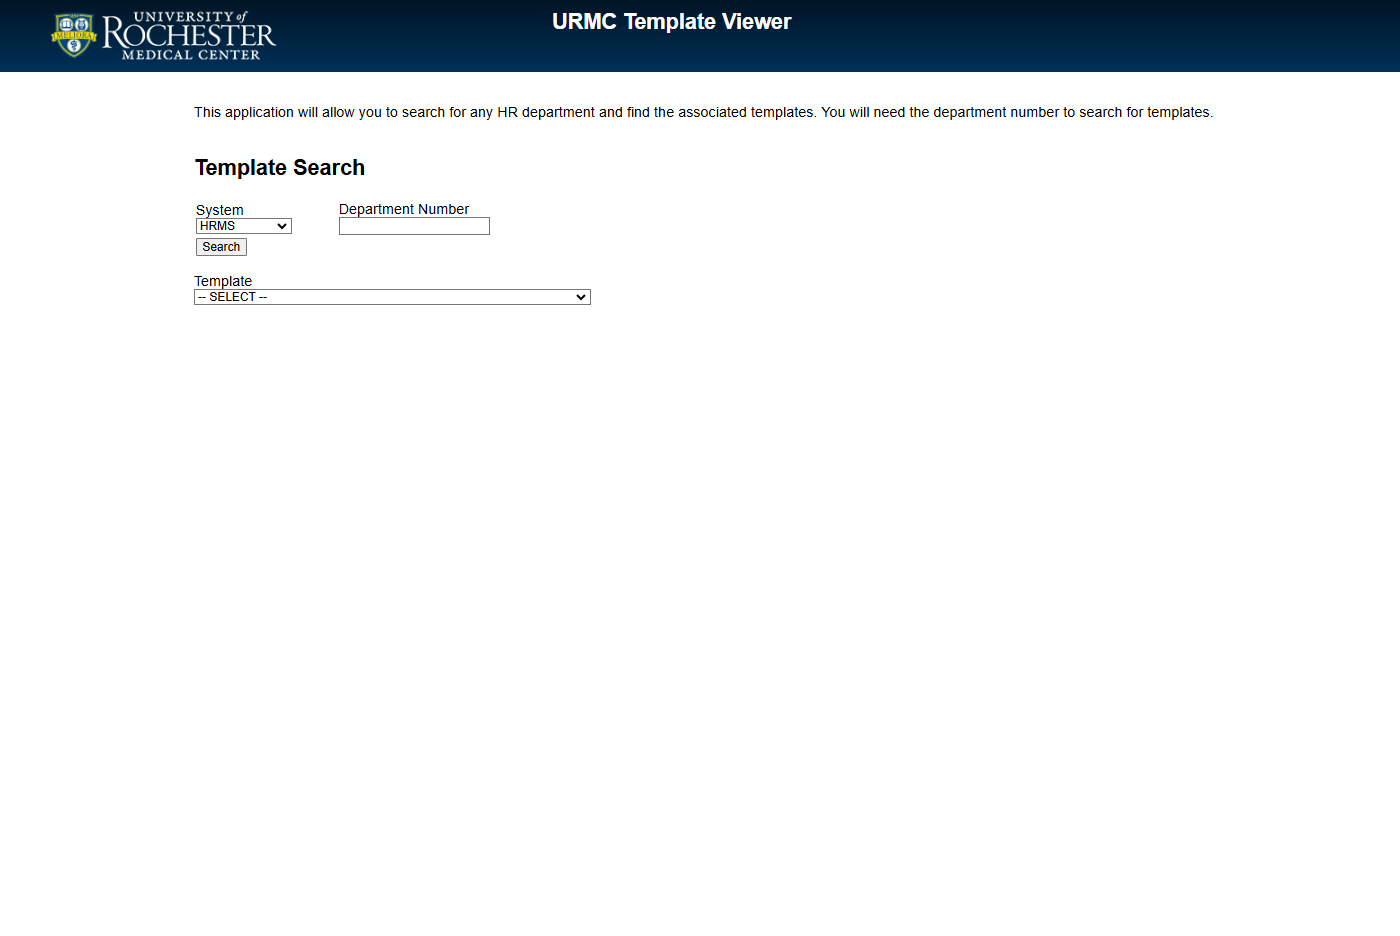 UNIVERSITY of
ROCHESTER
MEDICAL CENTER
MELIORA
URMC Template Viewer
This application will allow you to search for any HR department and find the associated templates. You will need the department number to search for templates.
Template Search
System
HRMS
Department Number
Search
Template
-- SELECT --